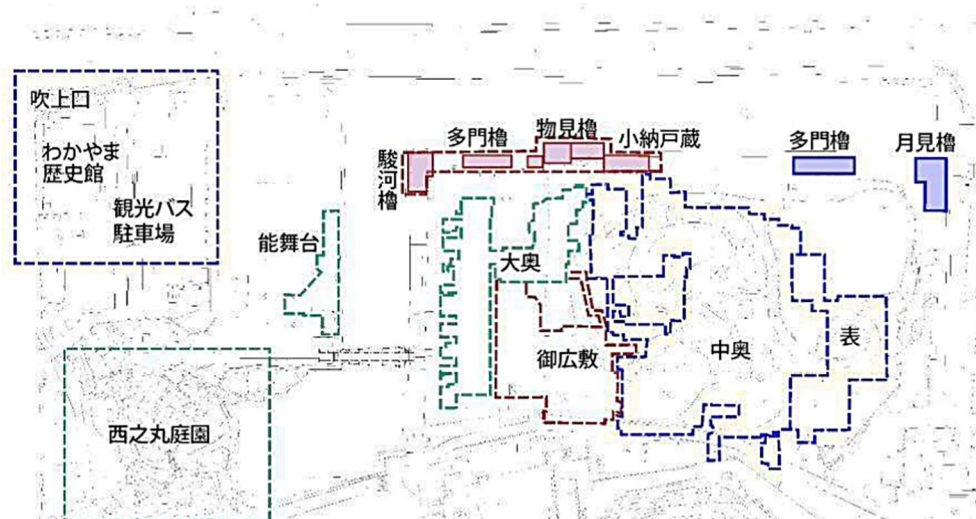 吹上口
わかやま
歴史館
観光バス
駐車場
能舞台
西之丸庭園
駿河櫓
多門櫓
物見櫓
小納戸蔵
多門櫓
月見櫓
大奥
御広敷
中奥
表